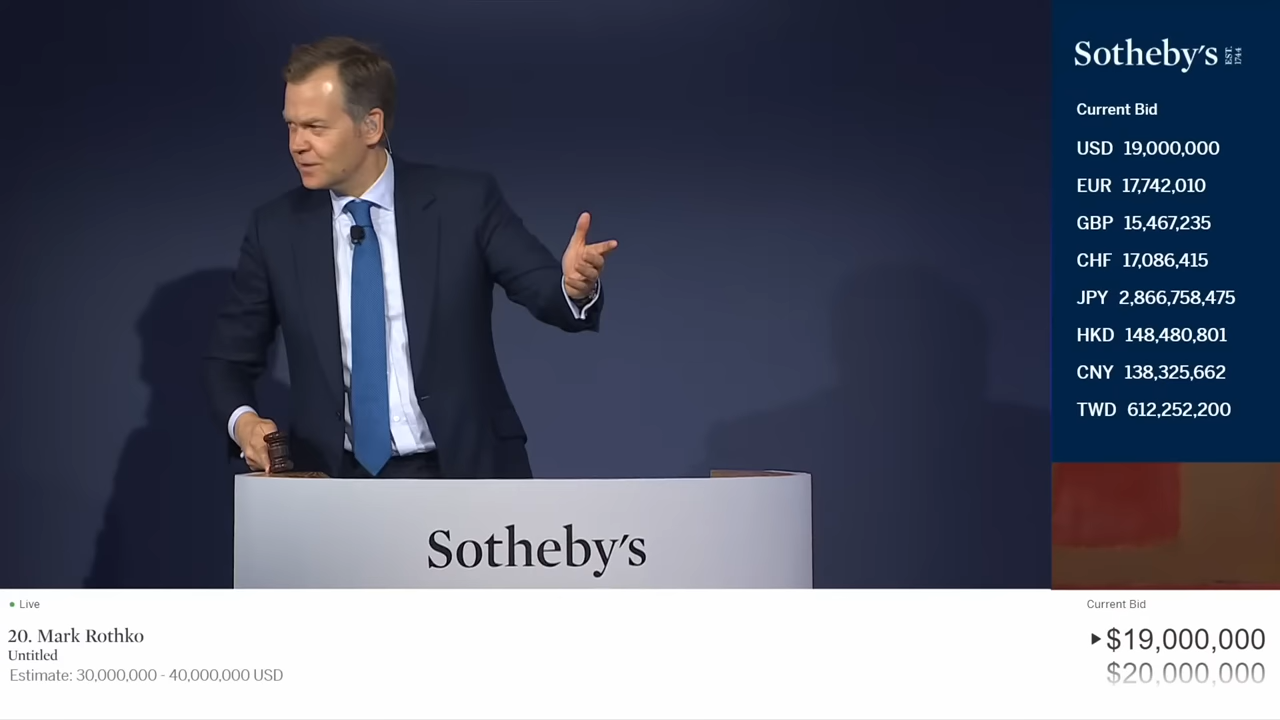 Sotheby's EST. 1744
Current Bid
USD 19,000,000
EUR 17,742,010
GBP 15,467,235
CHF 17,086,415
JPY 2,866,758,475
HKD 148,480,801
CNY 138,325,662
TWD 612,252,200
Sotheby's
Live
20. Mark Rothko
Untitled
Estimate: 30,000,000 - 40,000,000 USD
Current Bid
$19,000,000
$20,000,000